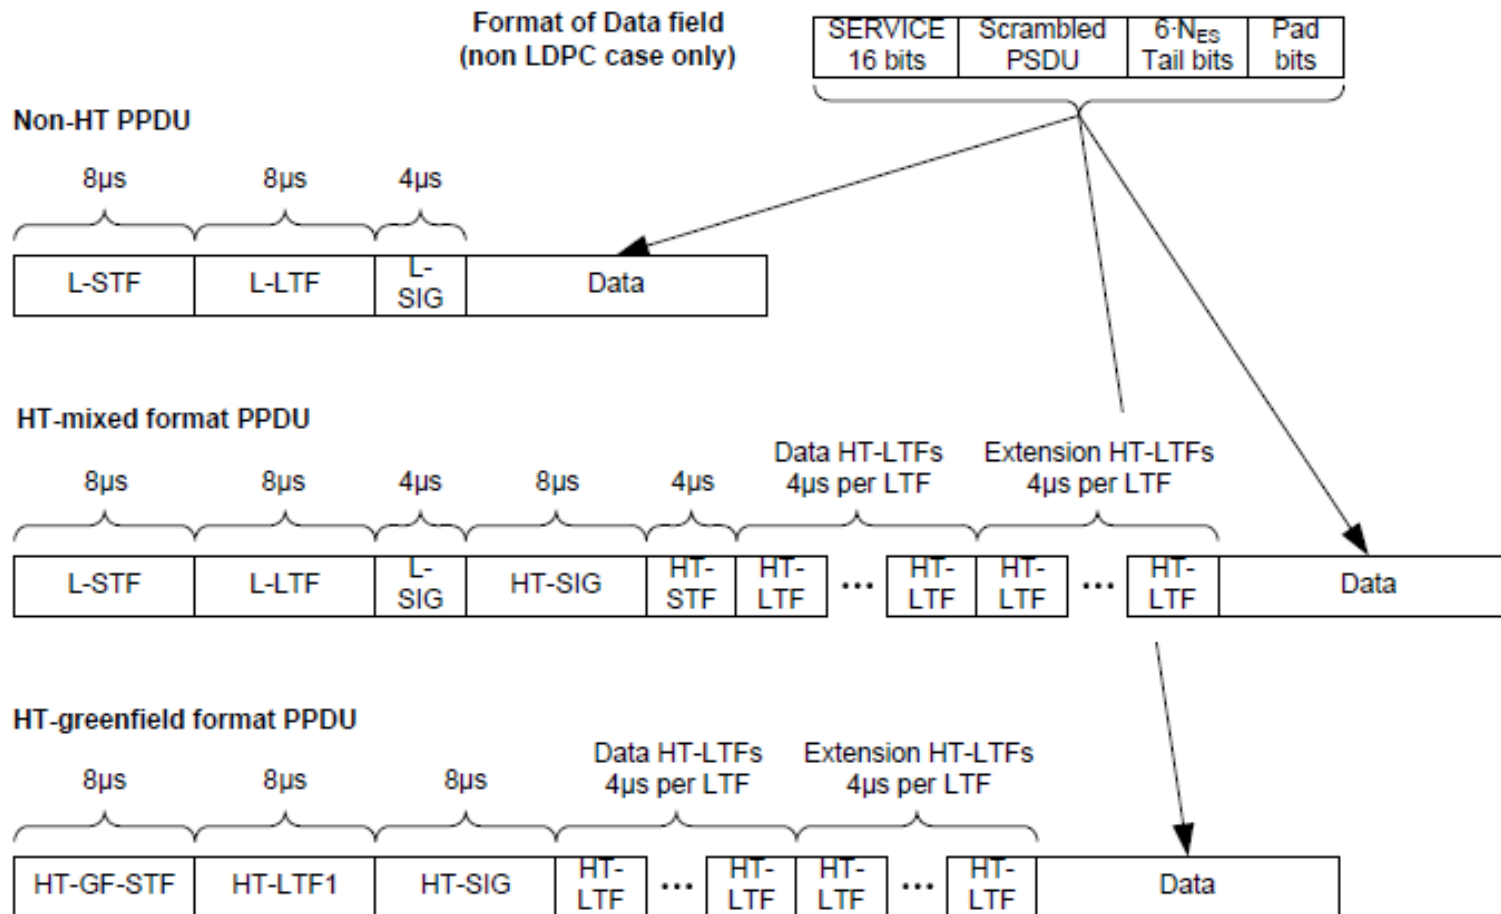 Format of Data field
(non LDPC case only)
SERVICE
16 bits
Scrambled
PSDU
6·NES
Tail bits
Pad
bits
Non-HT PPDU
8µs
8µs
4µs
L-STF
L-LTF
L-
SIG
Data
HT-mixed format PPDU
8µs
8µs
4µs
8µs
4µs
Data HT-LTFs
4µs per LTF
Extension HT-LTFs
4µs per LTF
L-STF
L-LTF
L-
SIG
HT-SIG
HT-
STF
HT-
LTF
...
HT-
LTF
HT-
LTF
...
HT-
LTF
Data
HT-greenfield format PPDU
8µs
8µs
8µs
Data HT-LTFs
4µs per LTF
Extension HT-LTFs
4µs per LTF
HT-GF-STF
HT-LTF1
HT-SIG
HT-
LTF
...
HT-
LTF
HT-
LTF
...
HT-
LTF
Data